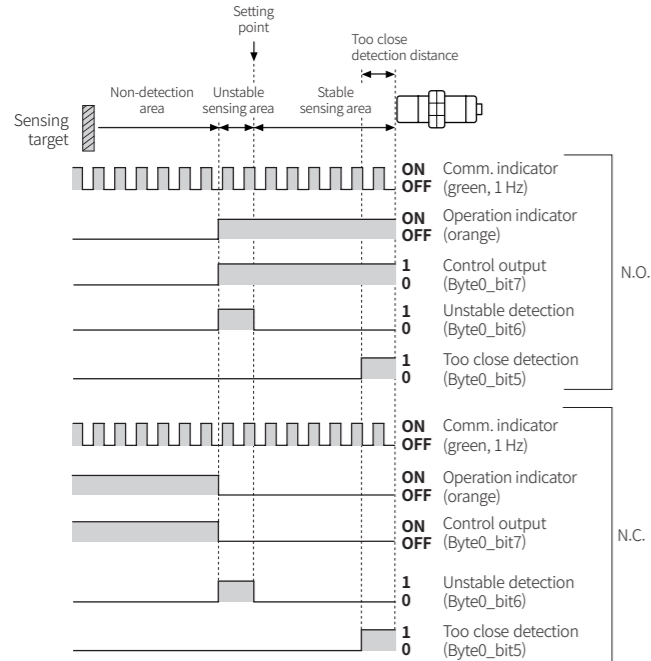 Setting
point
Too close
detection distance
Non-detection
area
Unstable
sensing area
Stable
sensing area
Sensing
target
ON
OFF
Comm. indicator
(green, 1 Hz)
ON
OFF
Operation indicator
(orange)
1
0
Control output
(Byte0_bit7)
N.O.
1
0
Unstable detection
(Byte0_bit6)
1
0
Too close detection
(Byte0_bit5)
ON
OFF
Comm. indicator
(green, 1 Hz)
ON
OFF
Operation indicator
(orange)
ON
OFF
Control output
(Byte0_bit7)
N.C.
1
0
Unstable detection
(Byte0_bit6)
1
0
Too close detection
(Byte0_bit5)